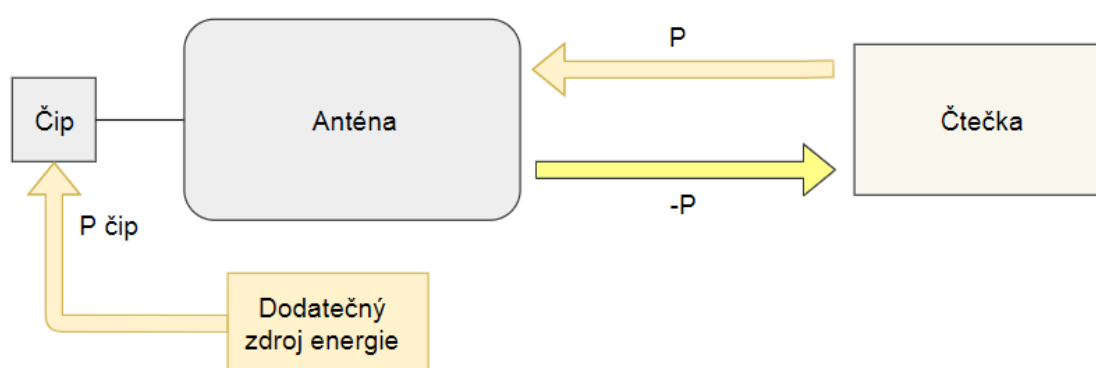 P
Čip
Anténa
Čtečka
-P
P čip
Dodatečný
zdroj energie